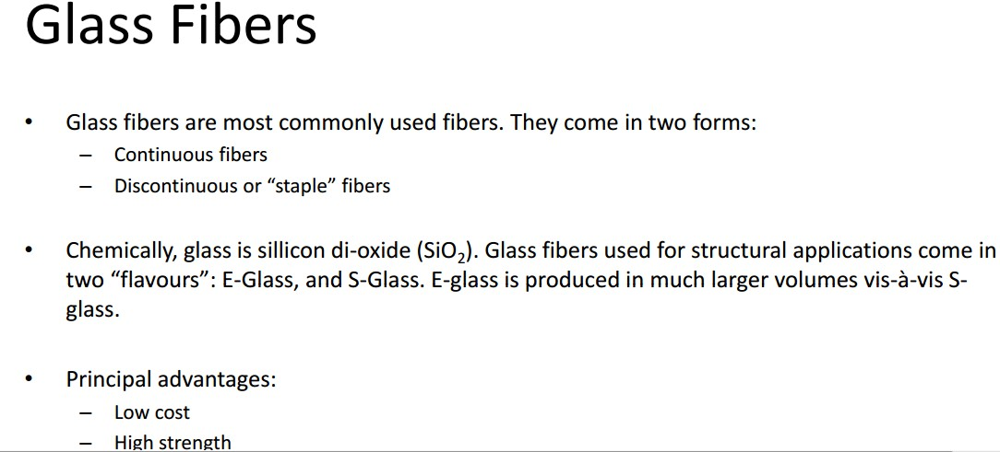 Glass Fibers
• Glass fibers are most commonly used fibers. They come in two forms:
– Continuous fibers
– Discontinuous or “staple” fibers
• Chemically, glass is sillicon di-oxide (SiO₂). Glass fibers used for structural applications come in
two “flavours”: E-Glass, and S-Glass. E-glass is produced in much larger volumes vis-à-vis S-
glass.
• Principal advantages:
– Low cost
– High strength